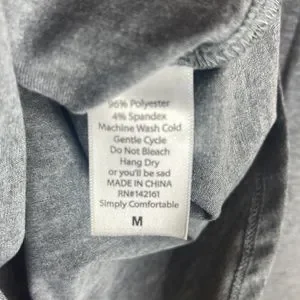 96% Polyester
4% Spandex
Machine Wash Cold
Gentle Cycle
Do Not Bleach
Hang Dry
or you'll be sad
MADE IN CHINA
RN#142161
Simply Comfortable
M